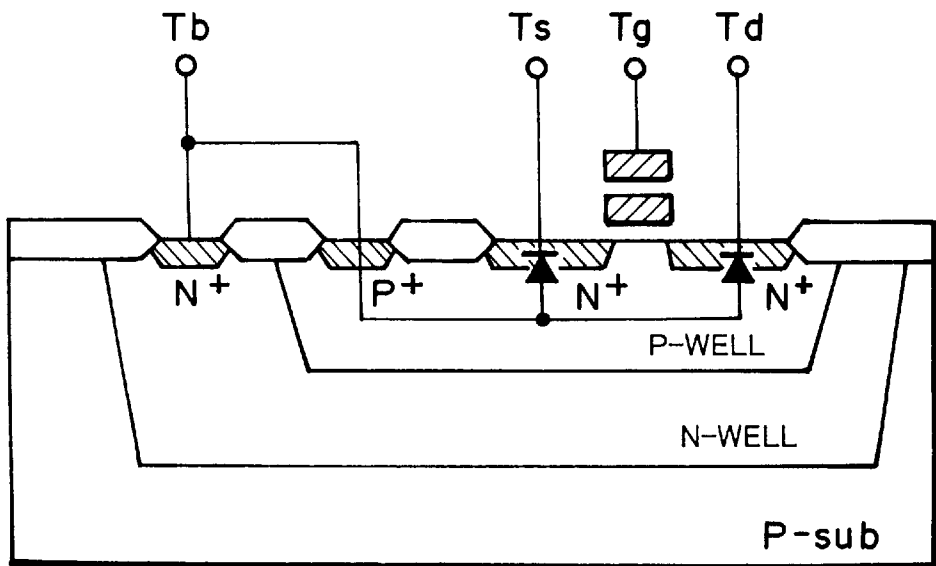 Tb Ts Tg Td
N+ P+ N+ N+
P-WELL
N-WELL
P-sub